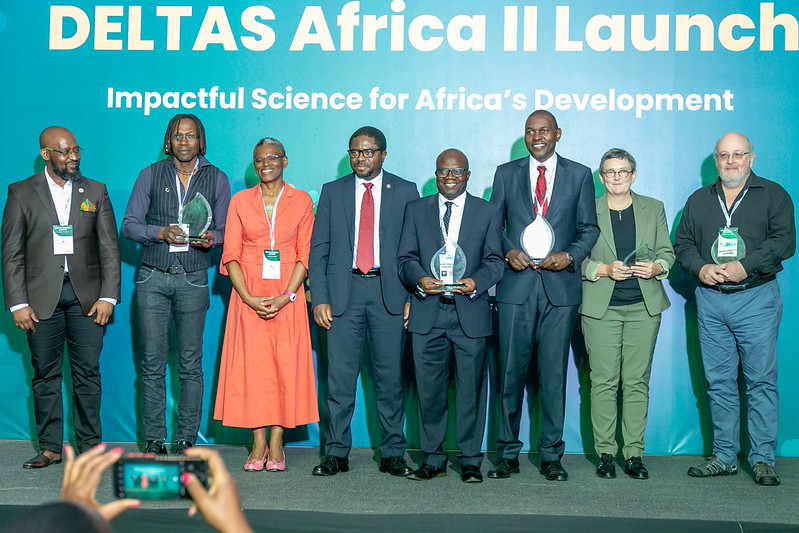 DELTAS Africa II Launch
Impactful Science for Africa's Development